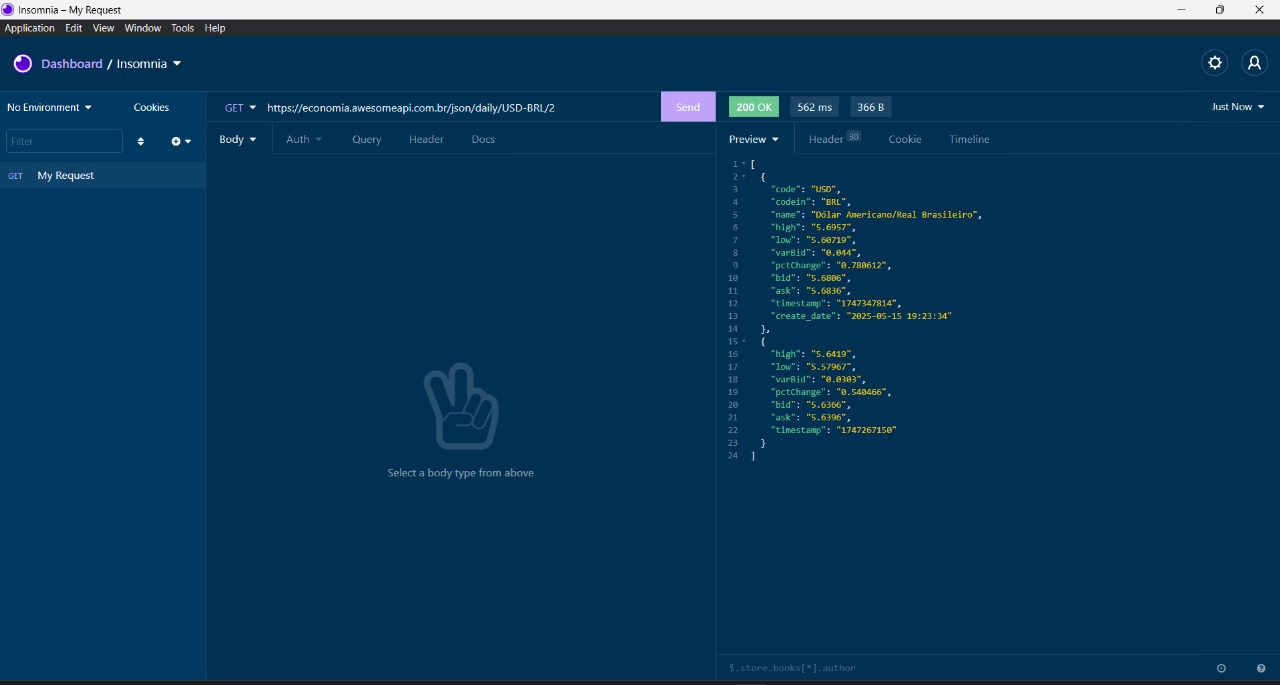 Insomnia – My Request
Application Edit View Window Tools Help
Dashboard / Insomnia
No Environment Cookies
GET https://economia.awesomeapi.com.br/json/daily/USD-BRL/2 Send
200 OK 562 ms 366 B Just Now
Filter
Body Auth Query Header Docs
Preview Header 30 Cookie Timeline
GET My Request
1 [
2 {
3 "code": "USD",
4 "codein": "BRL",
5 "name": "Dólar Americano/Real Brasileiro",
6 "high": "5.6957",
7 "low": "5.60719",
8 "varBid": "0.044",
9 "pctChange": "0.780612",
10 "bid": "5.6806",
11 "ask": "5.6836",
12 "timestamp": "1747347814",
13 "create_date": "2025-05-15 19:23:34"
14 },
15 {
16 "high": "5.6419",
17 "low": "5.57967",
18 "varBid": "0.0303",
19 "pctChange": "0.540466",
20 "bid": "5.6366",
21 "ask": "5.6396",
22 "timestamp": "1747267150"
23 }
24 ]
Select a body type from above
$.store.books[*].author